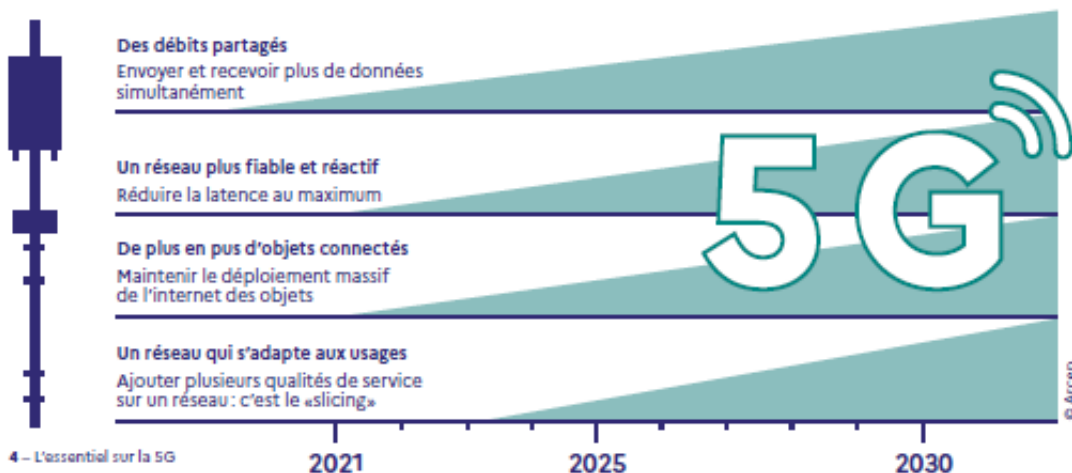 Des débits partagés
Envoyer et recevoir plus de données
simultanément
Un réseau plus fiable et réactif
Réduire la latence au maximum
De plus en pus d'objets connectés
Maintenir le déploiement massif
de l'internet des objets
Un réseau qui s'adapte aux usages
Ajouter plusieurs qualités de service
sur un réseau : c'est le «slicing»
5G
© Arcep
4 – L'essentiel sur la 5G
2021
2025
2030